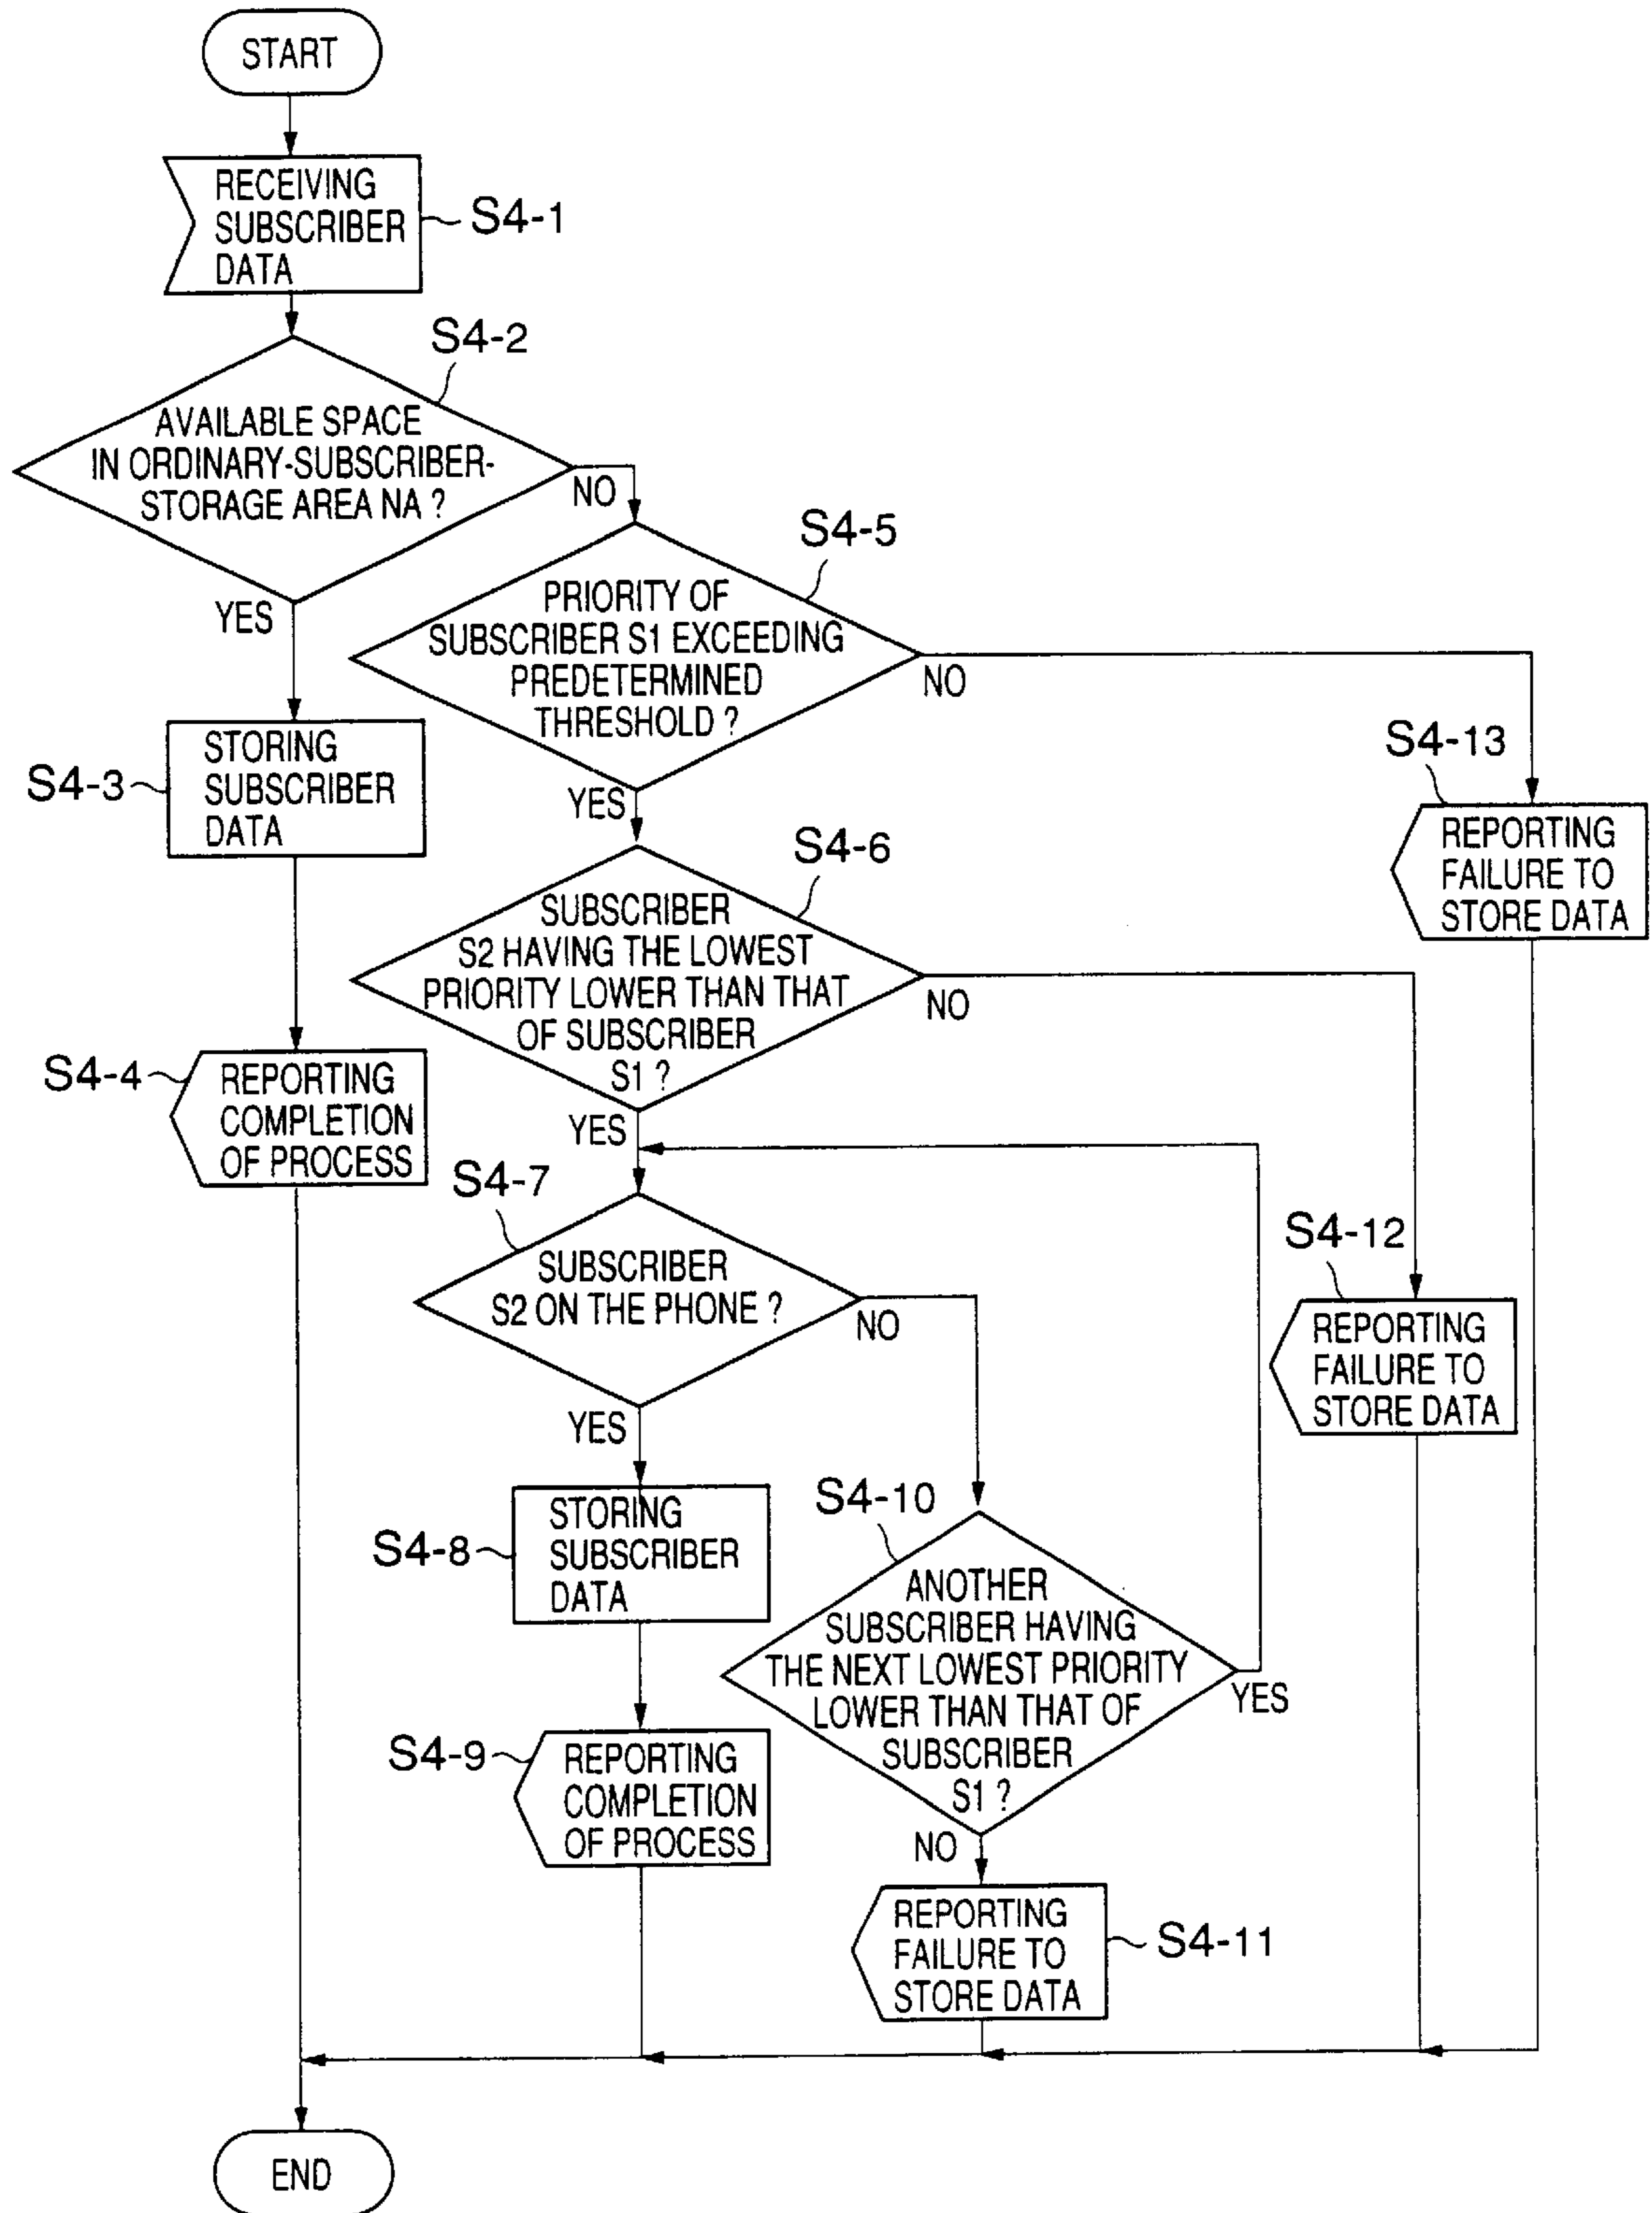 START
RECEIVING
SUBSCRIBER
DATA
S4-1
S4-2
AVAILABLE SPACE
IN ORDINARY-SUBSCRIBER-
STORAGE AREA NA ?
NO
YES
S4-5
PRIORITY OF
SUBSCRIBER S1 EXCEEDING
PREDETERMINED
THRESHOLD ?
NO
YES
S4-3
STORING
SUBSCRIBER
DATA
S4-13
REPORTING
FAILURE TO
STORE DATA
S4-6
SUBSCRIBER
S2 HAVING THE LOWEST
PRIORITY LOWER THAN THAT
OF SUBSCRIBER
S1 ?
NO
YES
S4-4
REPORTING
COMPLETION
OF PROCESS
S4-7
SUBSCRIBER
S2 ON THE PHONE ?
NO
YES
S4-12
REPORTING
FAILURE TO
STORE DATA
S4-8
STORING
SUBSCRIBER
DATA
S4-10
ANOTHER
SUBSCRIBER HAVING
THE NEXT LOWEST PRIORITY
LOWER THAN THAT OF
SUBSCRIBER
S1 ?
YES
NO
S4-9
REPORTING
COMPLETION
OF PROCESS
REPORTING
FAILURE TO
STORE DATA
S4-11
END